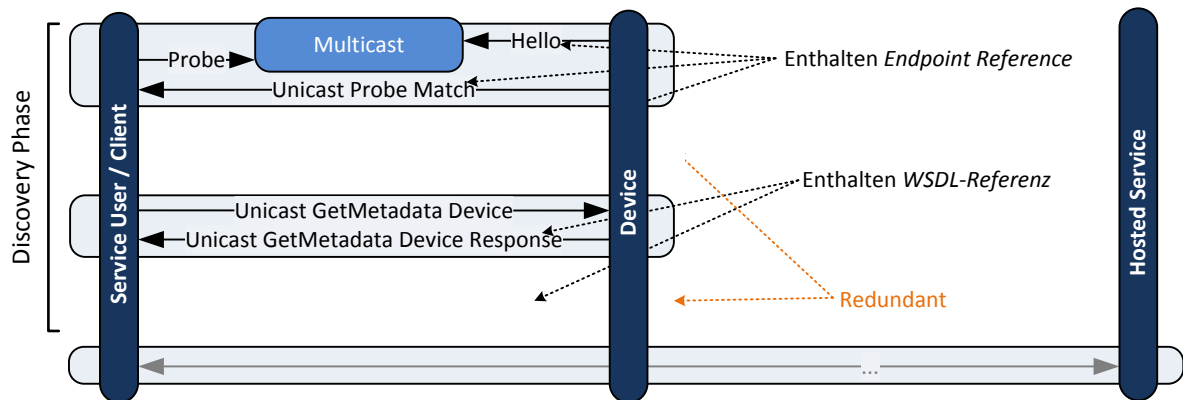 Multicast
Hello
Probe
Enthalten Endpoint Reference
Unicast Probe Match
Discovery Phase
Service User / Client
Device
Hosted Service
Enthalten WSDL-Referenz
Unicast GetMetadata Device
Unicast GetMetadata Device Response
Redundant
...